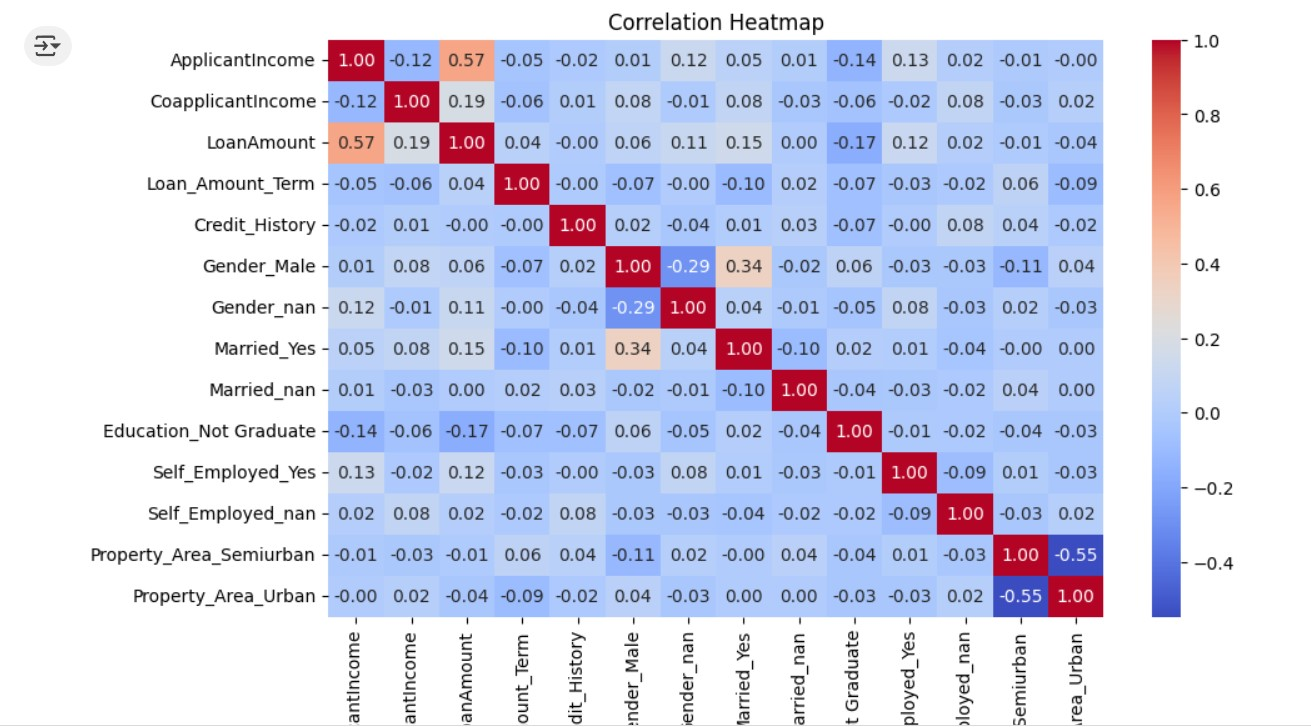 Correlation Heatmap
ApplicantIncome 1.00 -0.12 0.57 -0.05 -0.02 0.01 0.12 0.05 0.01 -0.14 0.13 0.02 -0.01 -0.00 1.0
CoapplicantIncome -0.12 1.00 0.19 -0.06 0.01 0.08 -0.01 0.08 -0.03 -0.06 -0.02 0.08 -0.03 0.02 0.8
LoanAmount 0.57 0.19 1.00 0.04 -0.00 0.06 0.11 0.15 0.00 -0.17 0.12 0.02 -0.01 -0.04
Loan_Amount_Term -0.05 -0.06 0.04 1.00 -0.00 -0.07 -0.00 -0.10 0.02 -0.07 -0.03 -0.02 0.06 -0.09 0.6
Credit_History -0.02 0.01 -0.00 -0.00 1.00 0.02 -0.04 0.01 0.03 -0.07 -0.00 0.08 0.04 -0.02
Gender_Male 0.01 0.08 0.06 -0.07 0.02 1.00 -0.29 0.34 -0.02 0.06 -0.03 -0.03 -0.11 0.04 0.4
Gender_nan 0.12 -0.01 0.11 -0.00 -0.04 -0.29 1.00 0.04 -0.01 -0.05 0.08 -0.03 0.02 -0.03
Married_Yes 0.05 0.08 0.15 -0.10 0.01 0.34 0.04 1.00 -0.10 0.02 0.01 -0.04 -0.00 0.00 0.2
Married_nan 0.01 -0.03 0.00 0.02 0.03 -0.02 -0.01 -0.10 1.00 -0.04 -0.03 -0.02 0.04 0.00
Education_Not Graduate -0.14 -0.06 -0.17 -0.07 -0.07 0.06 -0.05 0.02 -0.04 1.00 -0.01 -0.02 -0.04 -0.03 0.0
Self_Employed_Yes 0.13 -0.02 0.12 -0.03 -0.00 -0.03 0.08 0.01 -0.03 -0.01 1.00 -0.09 0.01 -0.03 −0.2
Self_Employed_nan 0.02 0.08 0.02 -0.02 0.08 -0.03 -0.03 -0.04 -0.02 -0.02 -0.09 1.00 -0.03 0.02
Property_Area_Semiurban -0.01 -0.03 -0.01 0.06 0.04 -0.11 0.02 -0.00 0.04 -0.04 0.01 -0.03 1.00 -0.55 −0.4
Property_Area_Urban -0.00 0.02 -0.04 -0.09 -0.02 0.04 -0.03 0.00 0.00 -0.03 -0.03 0.02 -0.55 1.00
antIncome
antIncome
anAmount
ount_Term
dit_History
ender_Male
ender_nan
arried_Yes
arried_nan
t Graduate
ployed_Yes
ployed_nan
Semiurban
rea_Urban